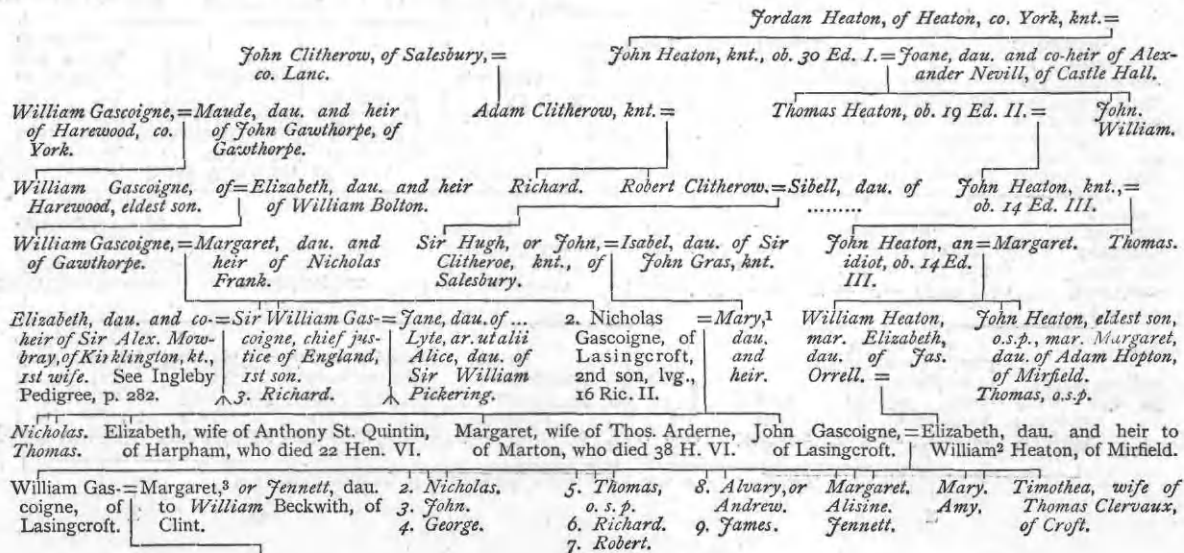 Jordan Heaton, of Heaton, co. York, knt.=
John Clitherow, of Salesbury,=
co. Lanc.
John Heaton, knt., ob. 30 Ed. I.=Joane, dau. and co-heir of Alex-
ander Nevill, of Castle Hall.
William Gascoigne,=Maude, dau. and heir
of Harewood, co. of John Gawthorpe, of
York. Gawthorpe.
Adam Clitherow, knt.=
Thomas Heaton, ob. 19 Ed. II.=
John.
William.
William Gascoigne, of=Elizabeth, dau. and heir
Harewood, eldest son. of William Bolton.
Richard. Robert Clitherow.=Sibell, dau. of
.........
John Heaton, knt.,=
ob. 14 Ed. III.
William Gascoigne,=Margaret, dau. and
of Gawthorpe. heir of Nicholas
Frank.
Sir Hugh, or John,=Isabel, dau. of Sir
Clitheroe, knt., of John Gras, knt.
Salesbury.
John Heaton, an=Margaret. Thomas.
idiot, ob. 14 Ed.
III.
Elizabeth, dau. and co-=Sir William Gas-=Jane, dau. of ...
heir of Sir Alex. Mow- coigne, chief jus- Lyte, ar. ut alii
bray, of Kirklington, kt., tice of England, Alice, dau. of
1st wife. See Ingleby 1st son. Sir William
Pedigree, p. 282. 3. Richard. Pickering.
2. Nicholas =Mary,¹
Gascoigne, of dau.
Lasingcroft, and
2nd son, lvg., heir.
16 Ric. II.
William Heaton,
mar. Elizabeth,
dau. of Jas.
Orrell. =
John Heaton, eldest son,
o.s.p., mar. Margaret,
dau. of Adam Hopton,
of Mirfield.
Thomas, o.s.p.
Nicholas. Elizabeth, wife of Anthony St. Quintin, Margaret, wife of Thos. Arderne, John Gascoigne,=Elizabeth, dau. and heir to
Thomas. of Harpham, who died 22 Hen. VI. of Marton, who died 38 H. VI. of Lasingcroft. William² Heaton, of Mirfield.
William Gas-=Margaret,³ or Jennett, dau. 2. Nicholas. 5. Thomas, 8. Alvary, or Margaret. Mary. Timothea, wife of
coigne, of to William Beckwith, of 3. John. o. s. p. Andrew. Alisine. Amy. Thomas Clervaux,
Lasingcroft. Clint. 4. George. 6. Richard. 9. James. Jennett. of Croft.
7. Robert.